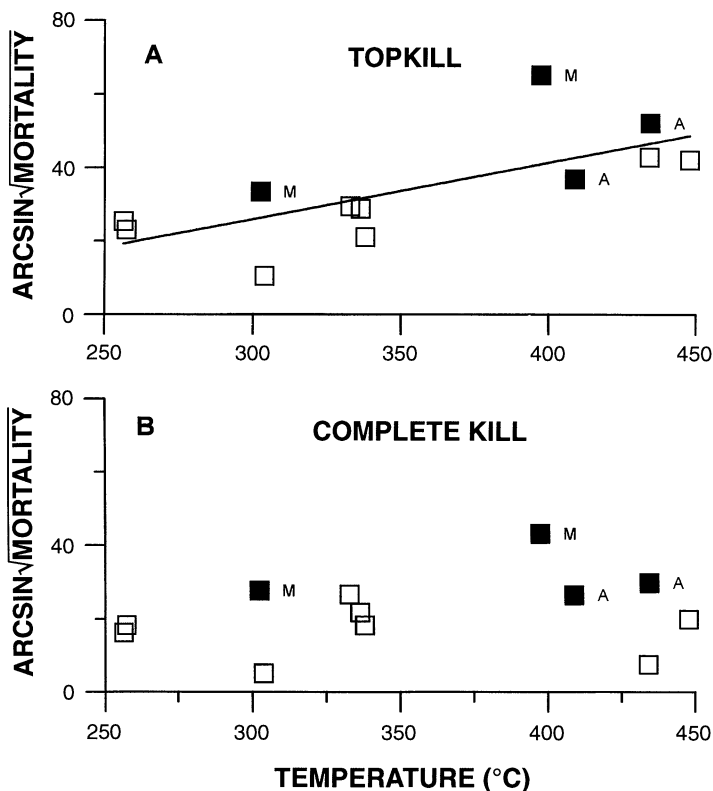 A
TOPKILL
ARCSIN√MORTALITY
80
40
0
M
M
A
A
250
300
350
400
450
B
COMPLETE KILL
ARCSIN√MORTALITY
80
40
0
M
M
A
A
250
300
350
400
450
TEMPERATURE (°C)